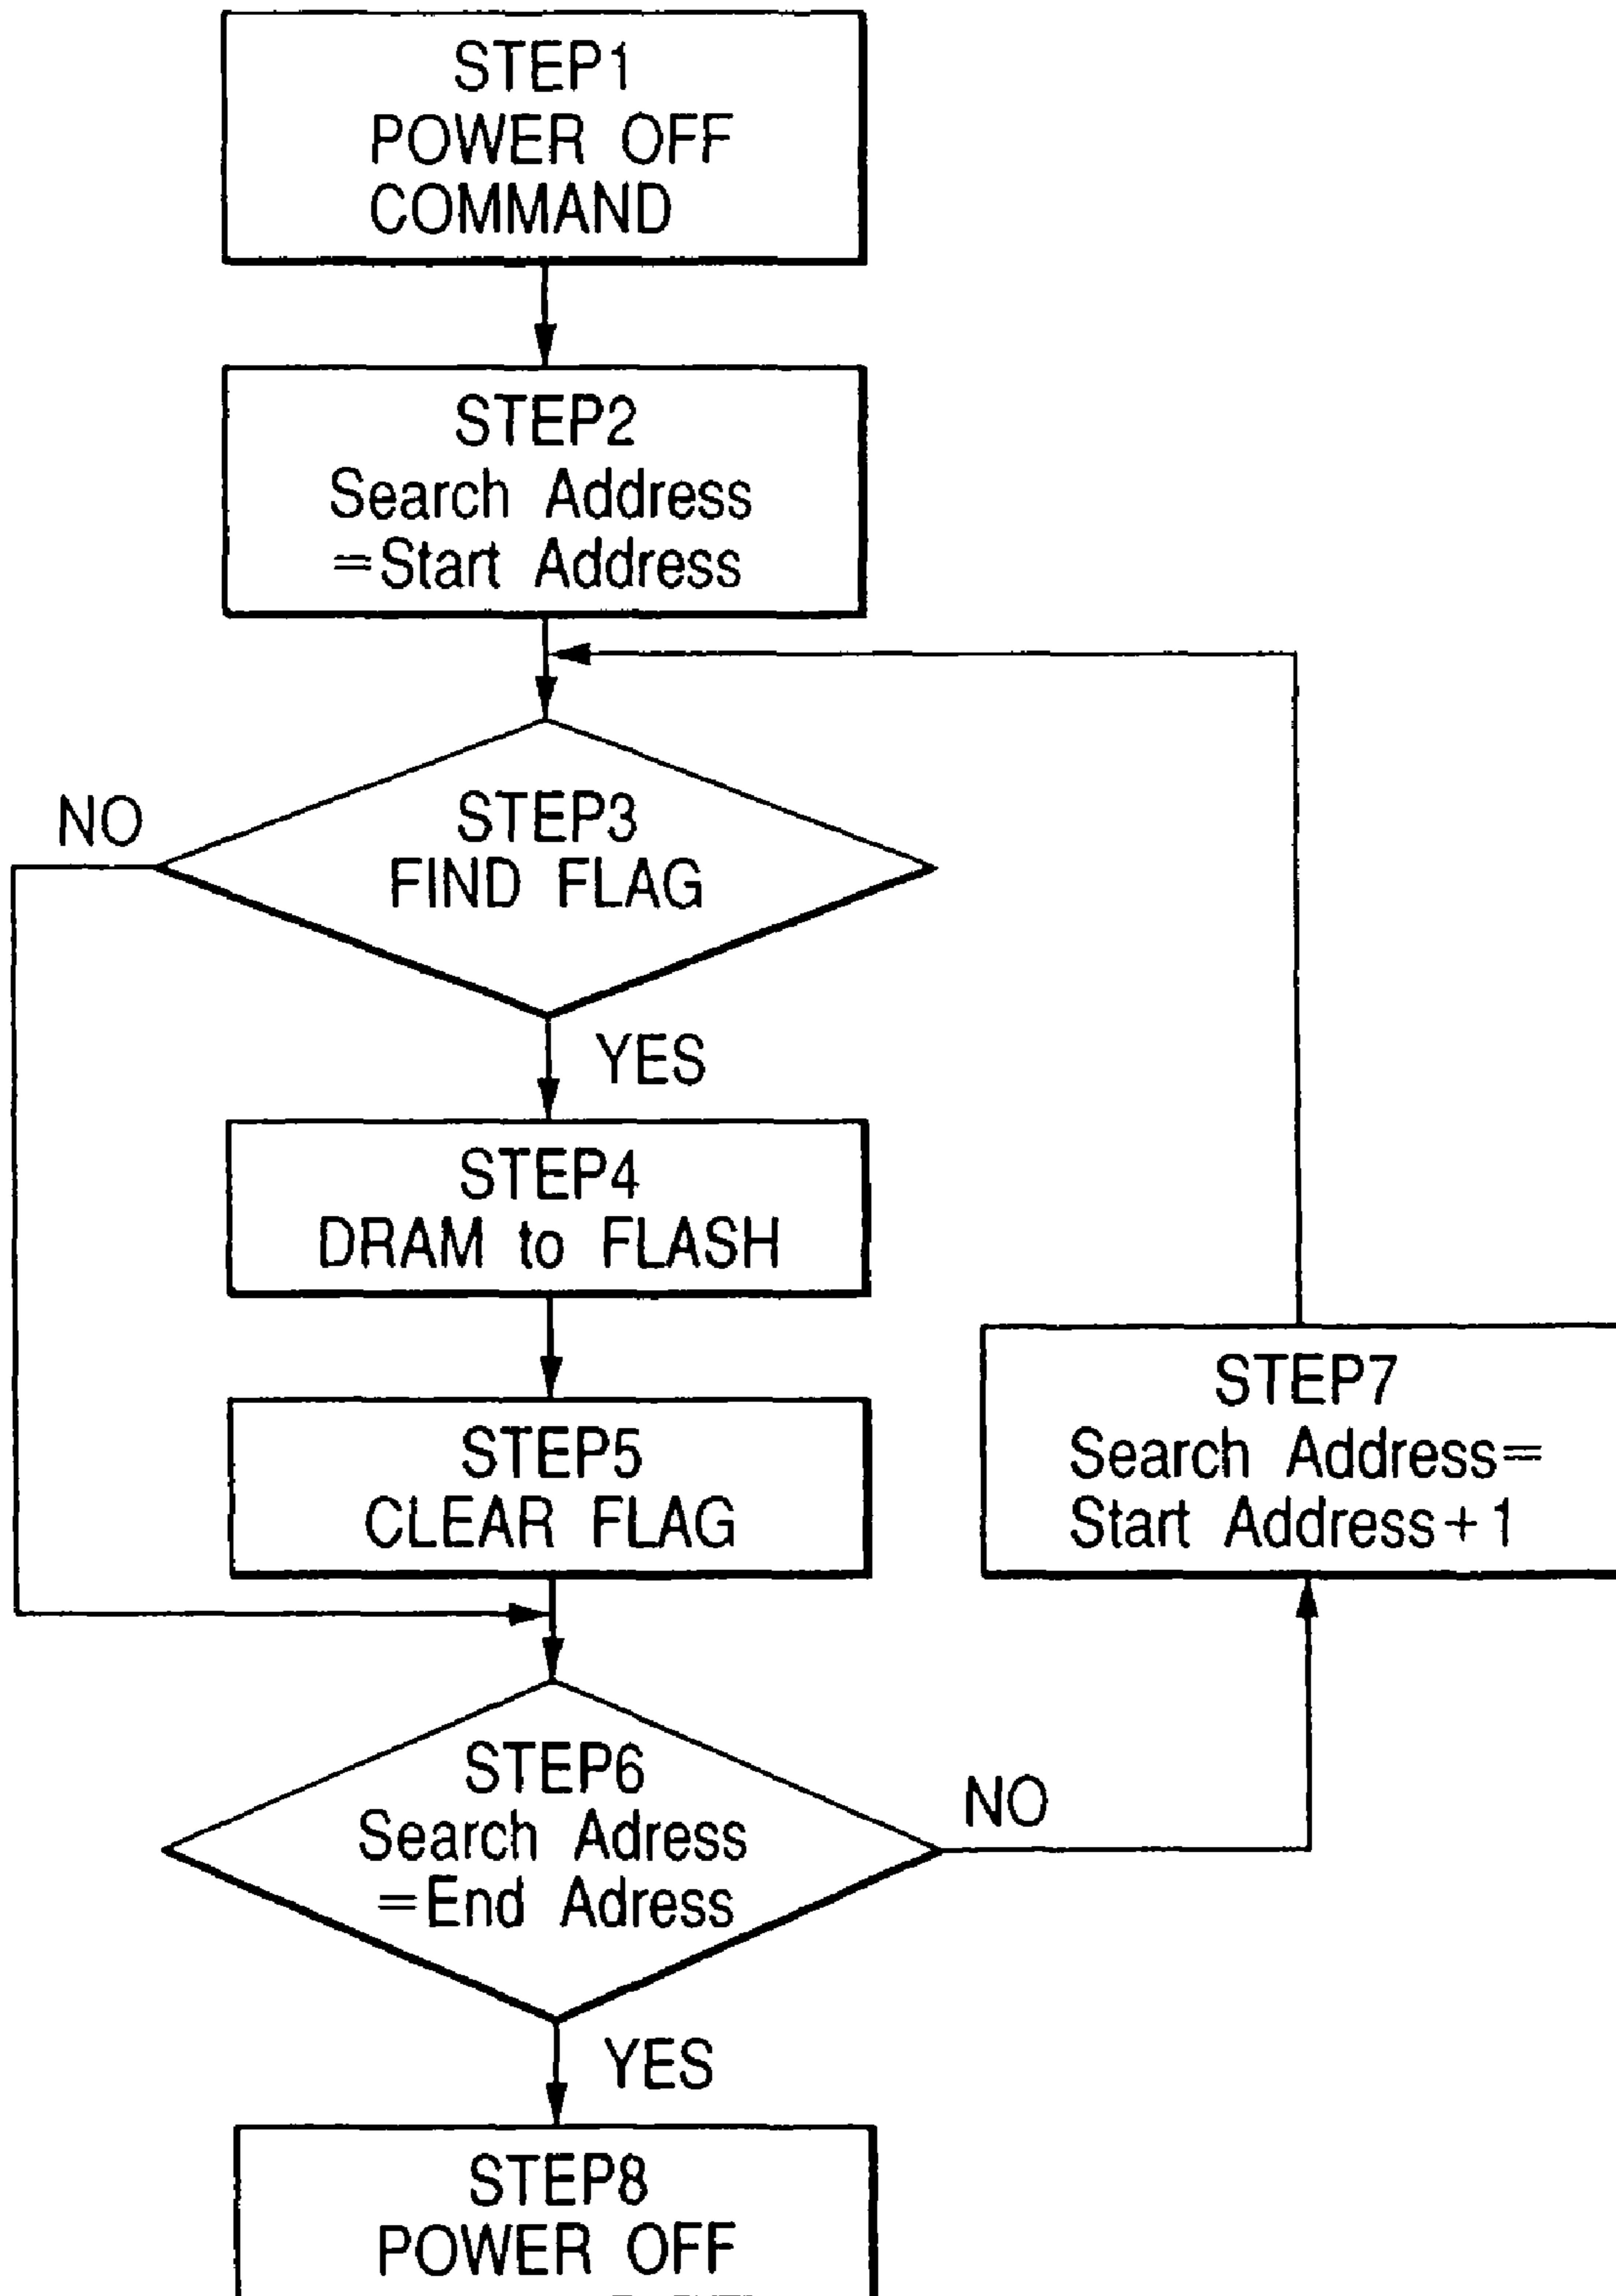 STEP1
POWER OFF
COMMAND
STEP2
Search Address
=Start Address
STEP3
FIND FLAG
NO
YES
STEP4
DRAM to FLASH
STEP5
CLEAR FLAG
STEP7
Search Address=
Start Address+1
STEP6
Search Adress
=End Adress
NO
YES
STEP8
POWER OFF